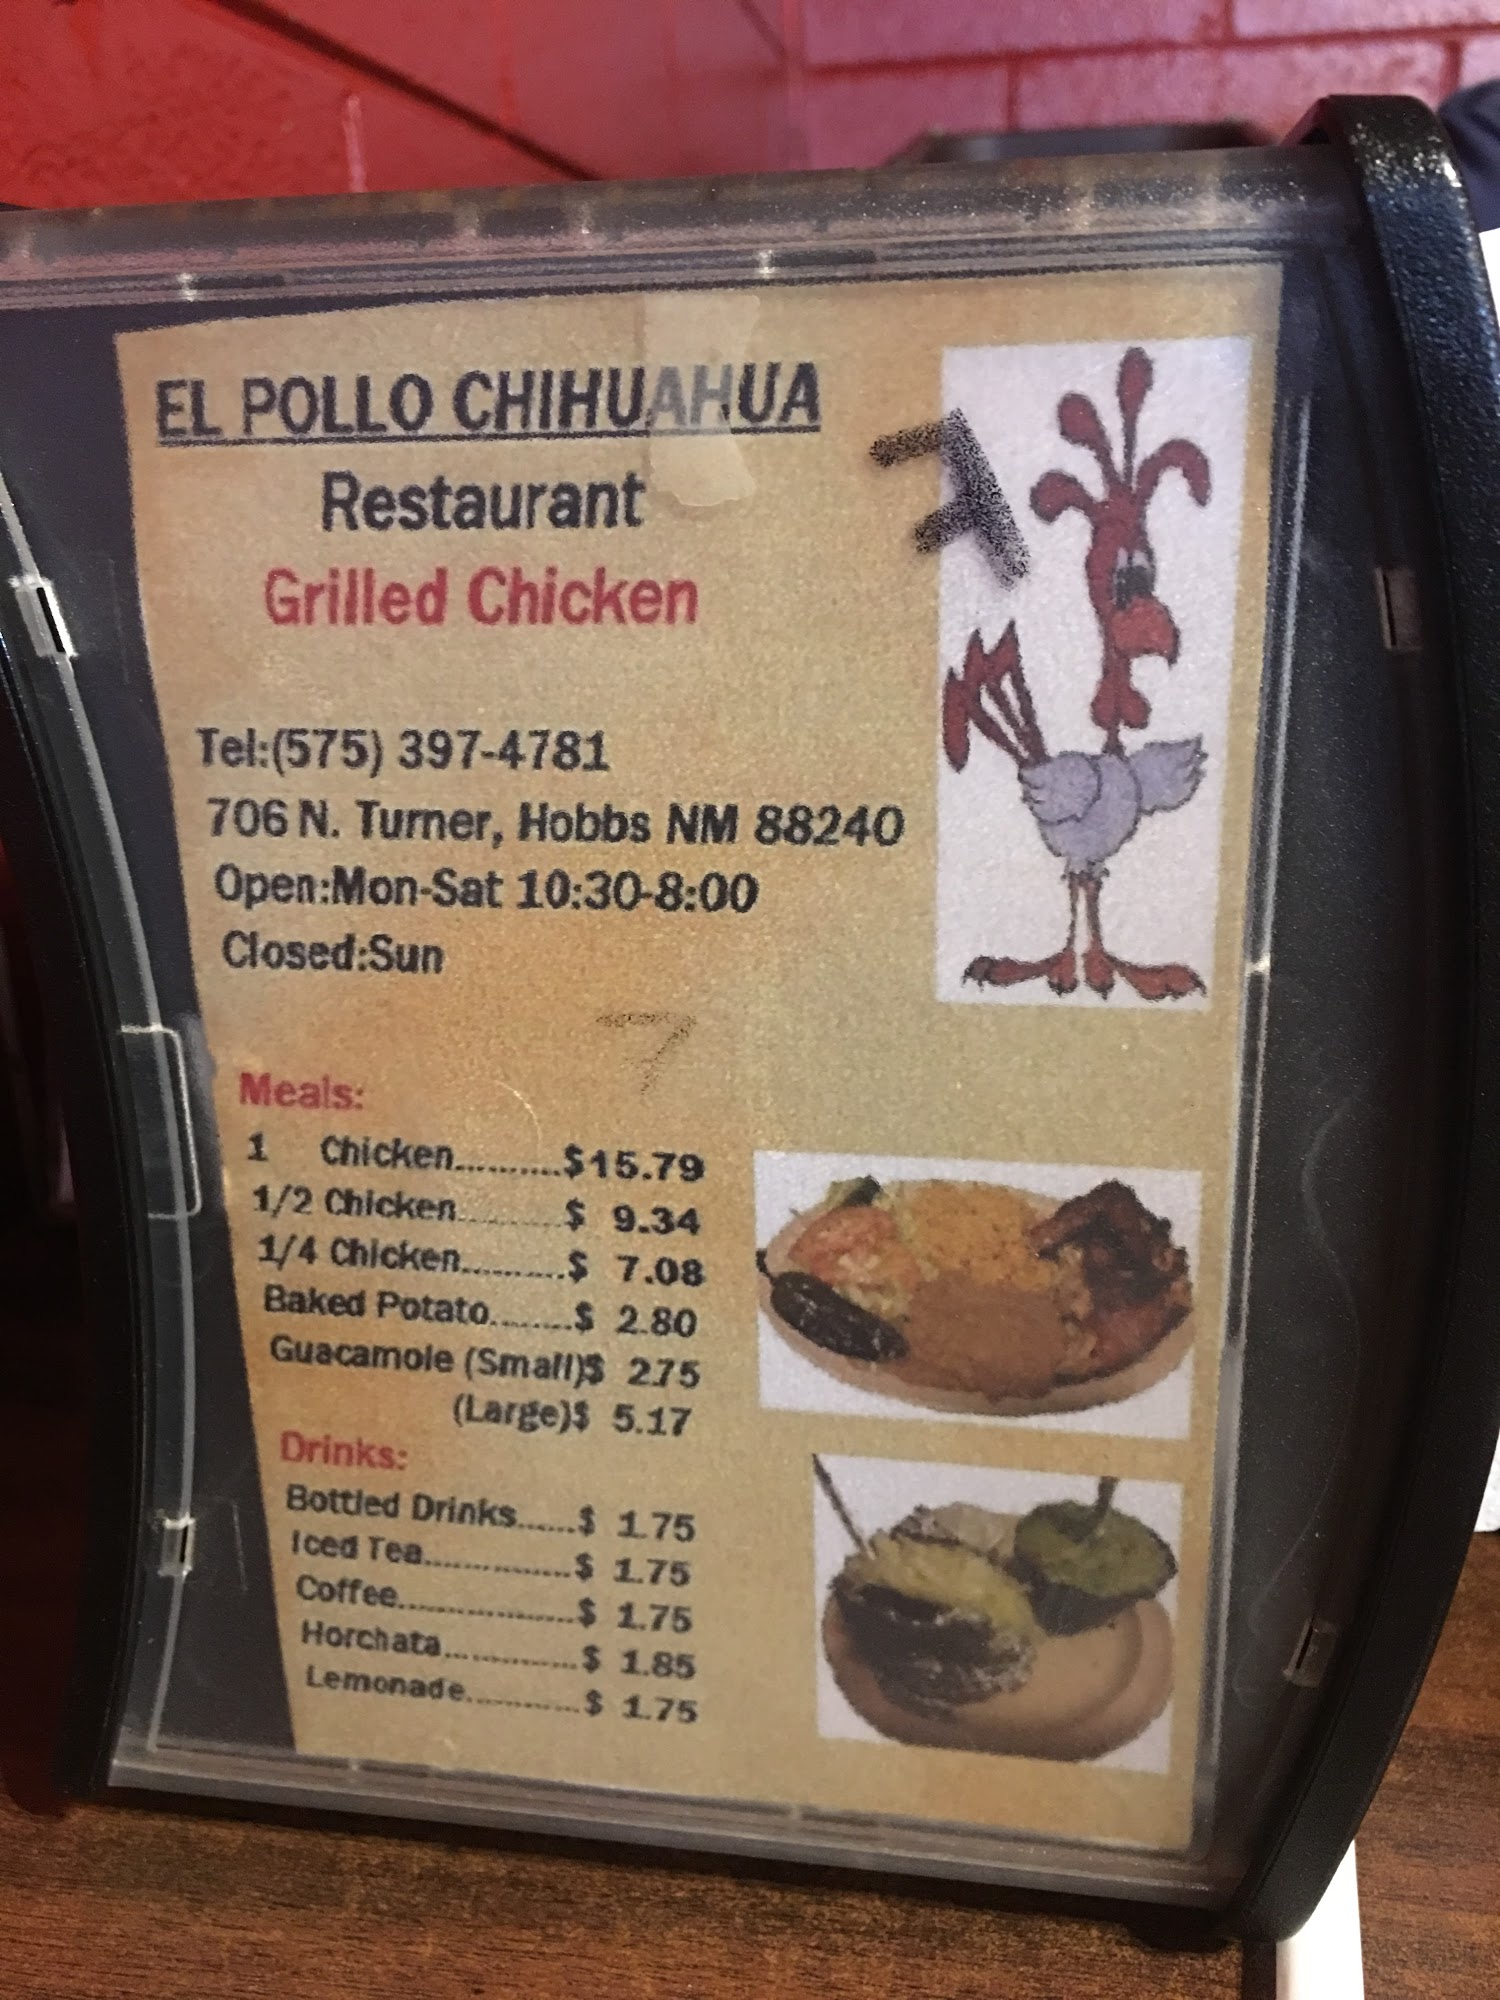 EL POLLO CHIHUAHUA
Restaurant
Grilled Chicken
7
Tel:(575) 397-4781
706 N. Turner, Hobbs NM 88240
Open:Mon-Sat 10:30-8:00
Closed:Sun
7
Meals:
1 Chicken..........$15.79
1/2 Chicken..........$ 9.34
1/4 Chicken..........$ 7.08
Baked Potato........$ 2.80
Guacamole (Small)$ 2.75
(Large)$ 5.17
Drinks:
Bottled Drinks......$ 1.75
Iced Tea...............$ 1.75
Coffee..................$ 1.75
Horchata..............$ 1.85
Lemonade...........$ 1.75